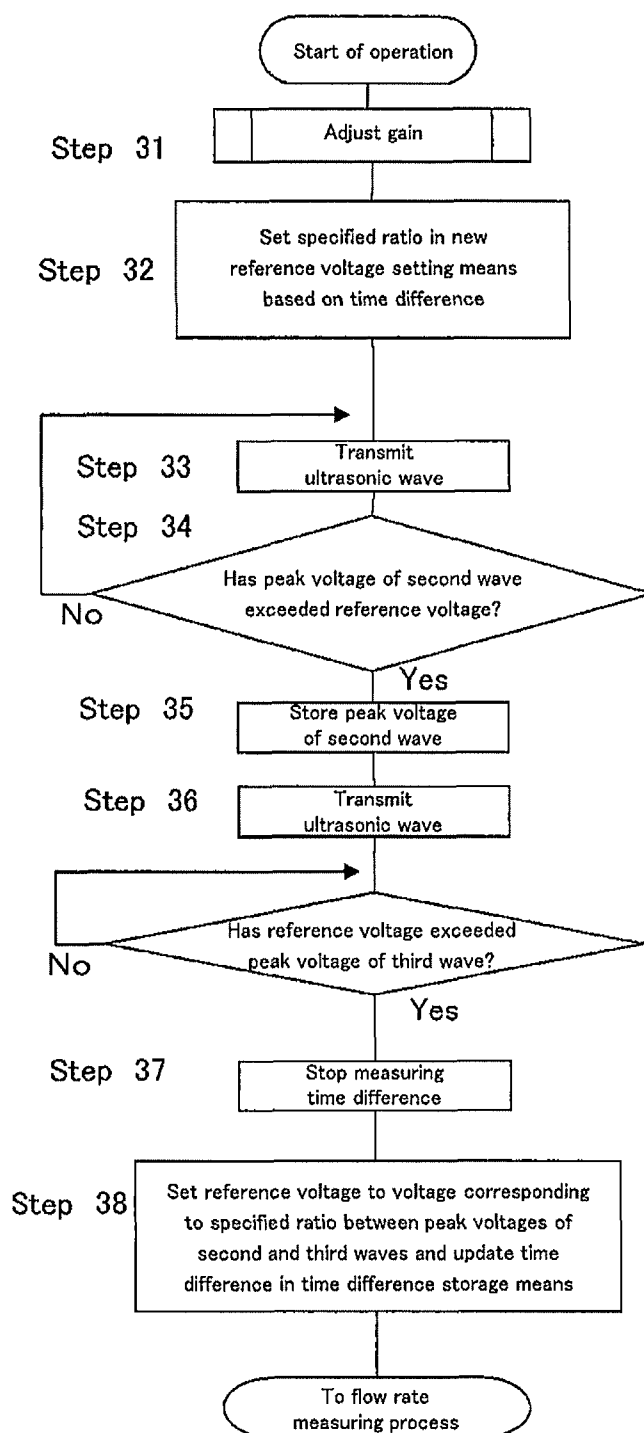 Start of operation
Step 31
Adjust gain
Step 32
Set specified ratio in new
reference voltage setting means
based on time difference
Step 33
Transmit
ultrasonic wave
Step 34
Has peak voltage of second wave
exceeded reference voltage?
No
Yes
Step 35
Store peak voltage
of second wave
Step 36
Transmit
ultrasonic wave
Has reference voltage exceeded
peak voltage of third wave?
No
Yes
Step 37
Stop measuring
time difference
Step 38
Set reference voltage to voltage corresponding
to specified ratio between peak voltages of
second and third waves and update time
difference in time difference storage means
To flow rate
measuring process